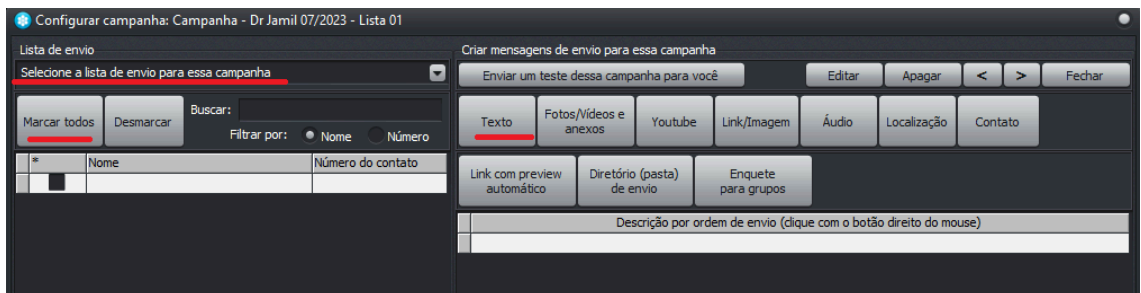 Configurar campanha: Campanha - Dr Jamil 07/2023 - Lista 01
Lista de envio
Selecione a lista de envio para essa campanha
Marcar todos
Desmarcar
Buscar:
Filtrar por:
Nome
Número
*
Nome
Número do contato
Criar mensagens de envio para essa campanha
Enviar um teste dessa campanha para você
Editar
Apagar
<
>
Fechar
Texto
Fotos/Vídeos e
anexos
Youtube
Link/Imagem
Áudio
Localização
Contato
Link com preview
automático
Diretório (pasta)
de envio
Enquete
para grupos
Descrição por ordem de envio (clique com o botão direito do mouse)